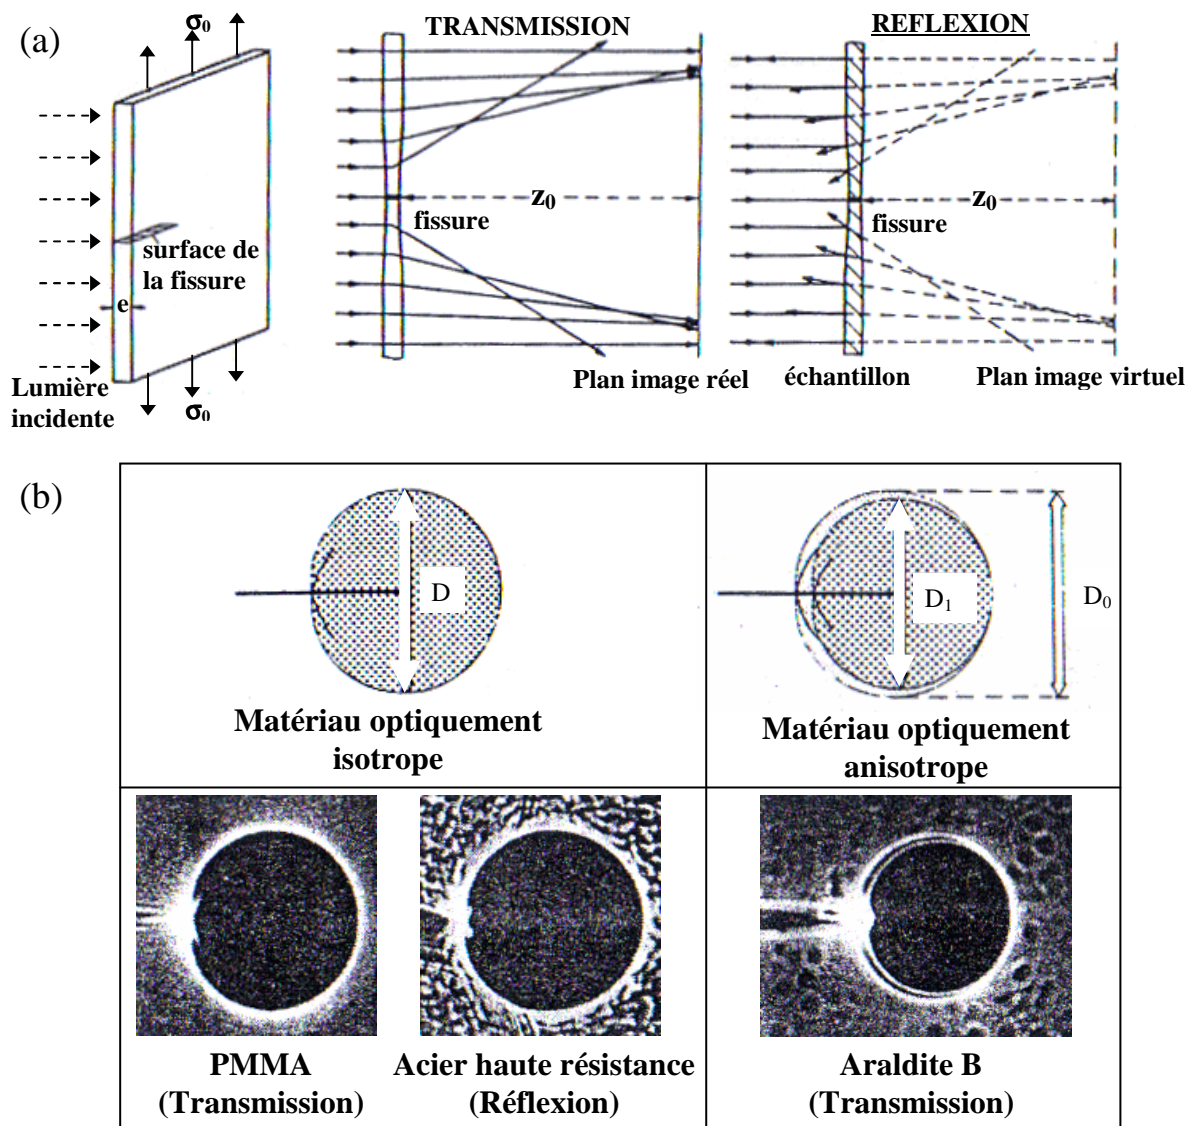 (a)
σ₀
TRANSMISSION
REFLEXION
z₀
z₀
fissure
fissure
surface de
la fissure
e
Lumière
incidente
σ₀
Plan image réel
échantillon
Plan image virtuel
(b)
D
D₁
D₀
Matériau optiquement
isotrope
Matériau optiquement
anisotrope
PMMA
(Transmission)
Acier haute résistance
(Réflexion)
Araldite B
(Transmission)